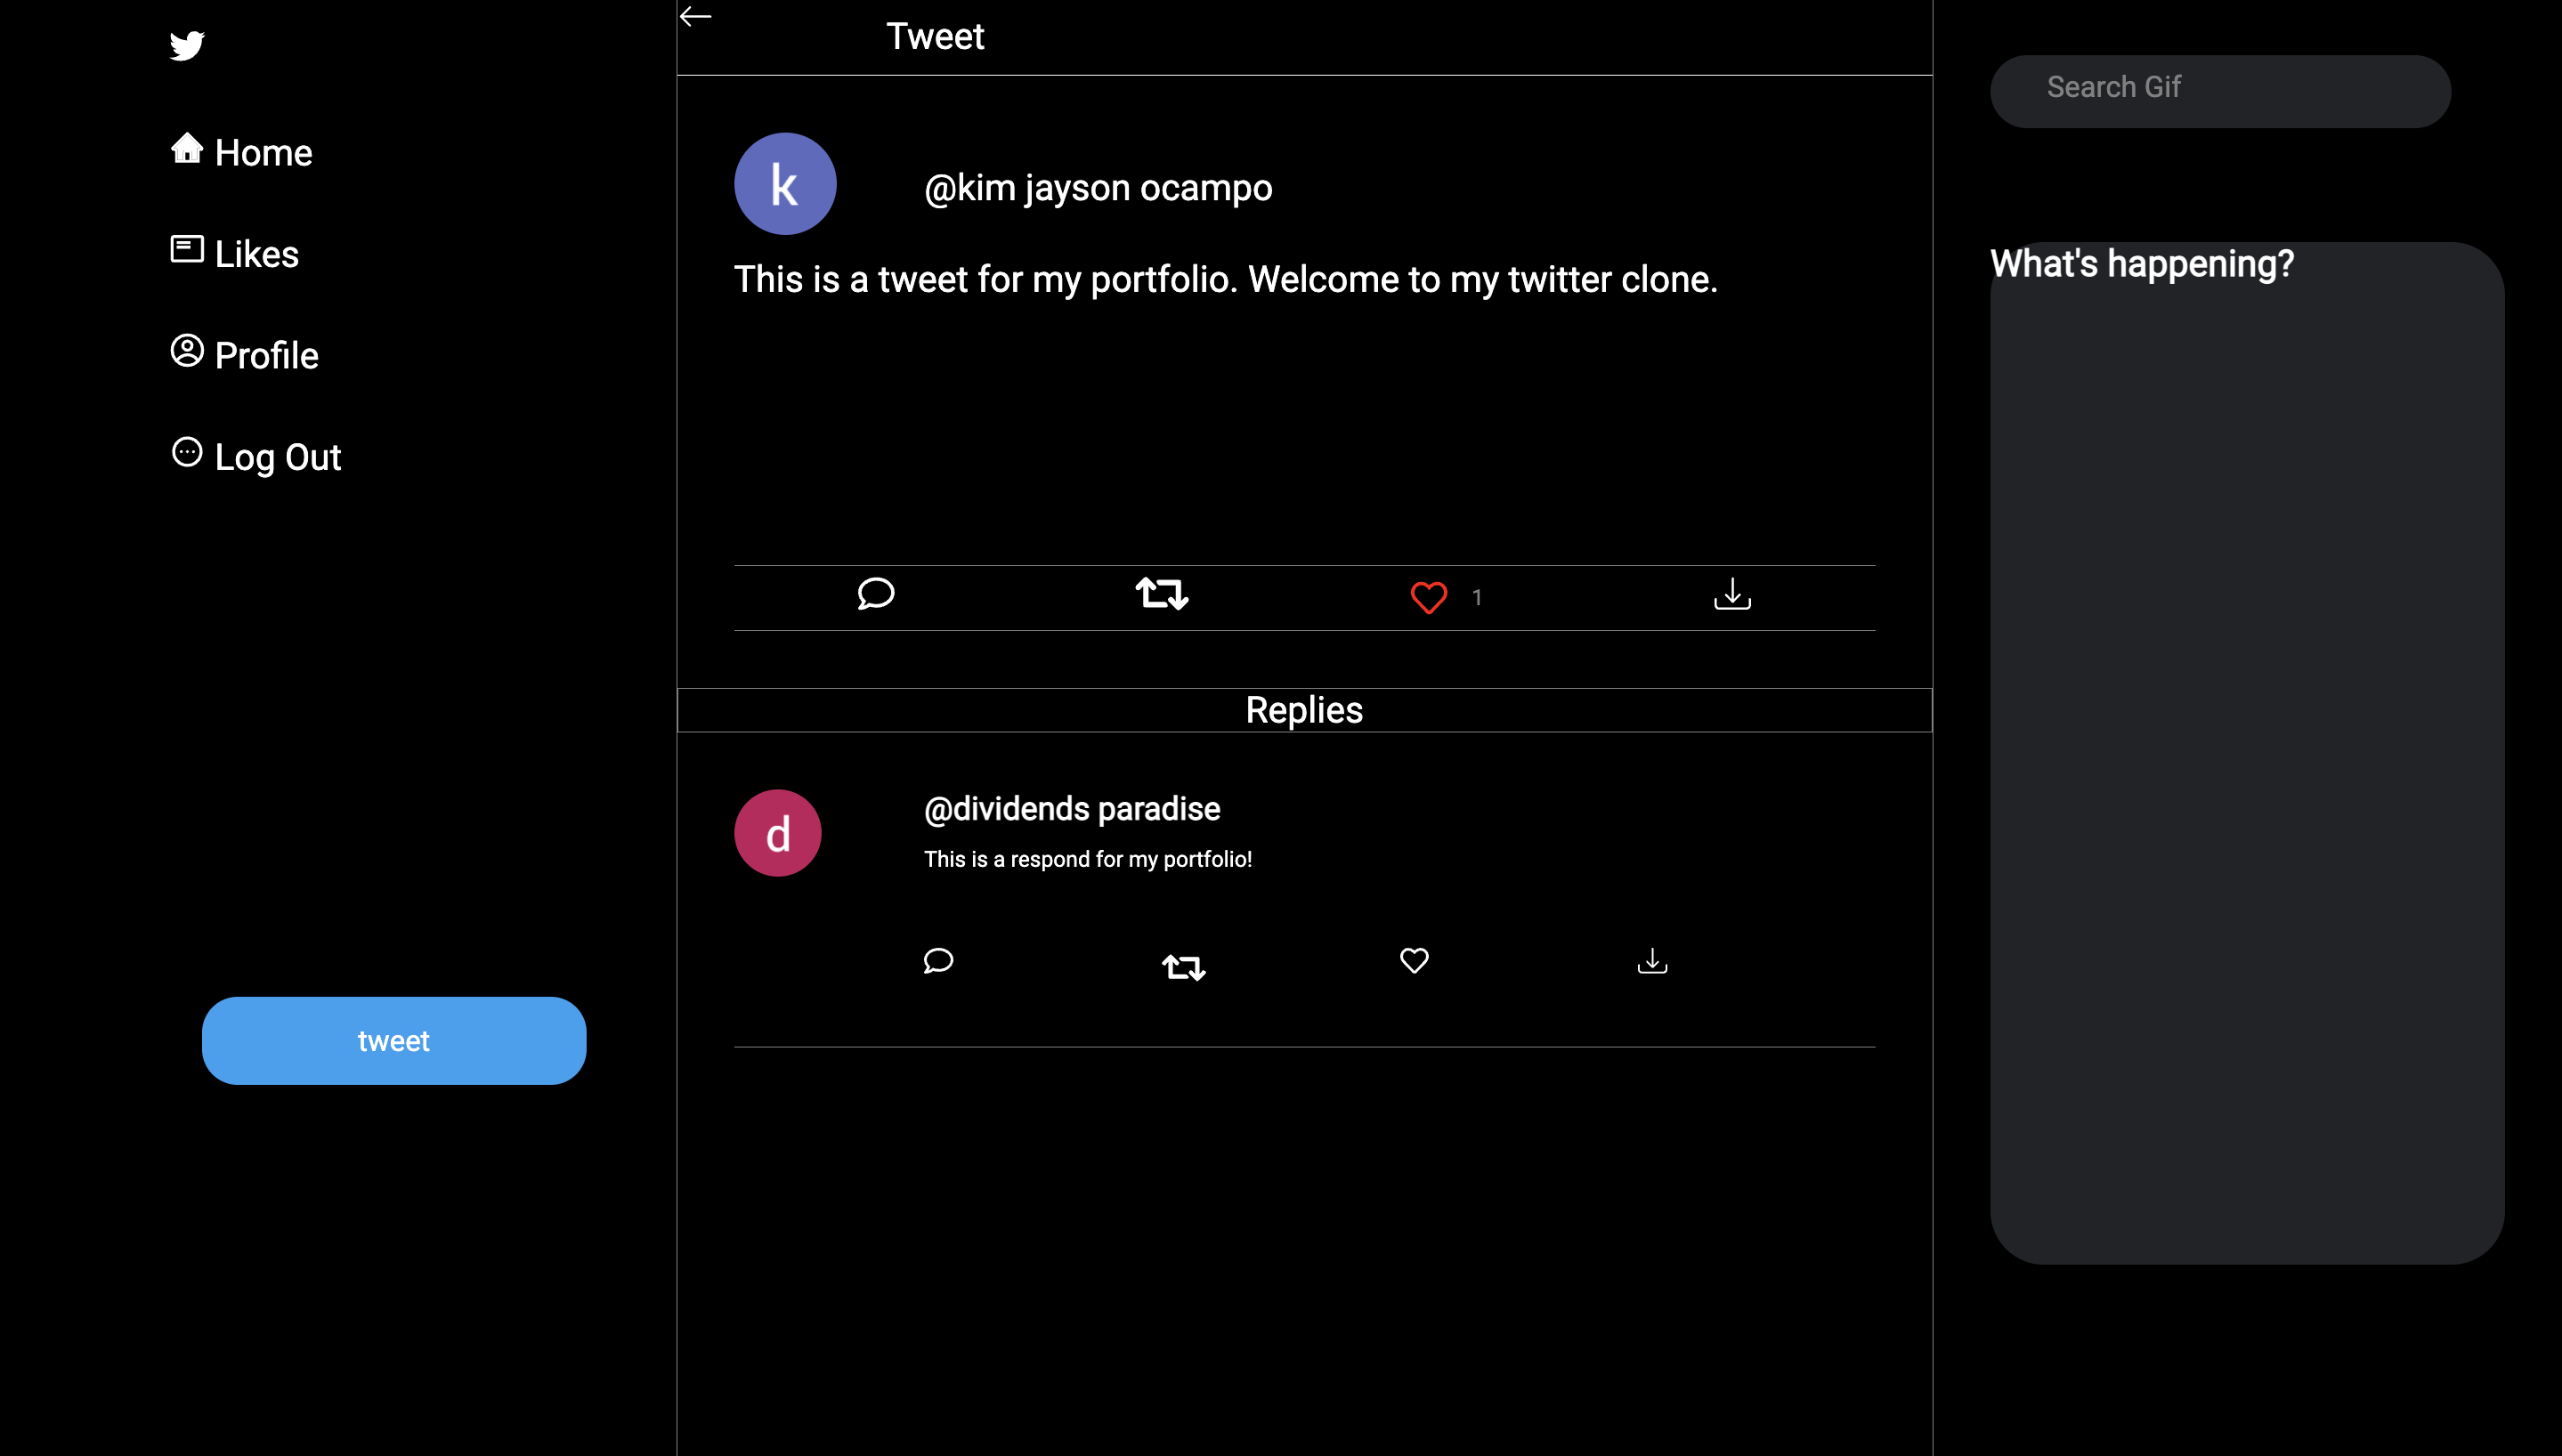 Home
Likes
Profile
Log Out
tweet
Tweet
k
@kim jayson ocampo
This is a tweet for my portfolio. Welcome to my twitter clone.
1
Replies
d
@dividends paradise
This is a respond for my portfolio!
Search Gif
What's happening?